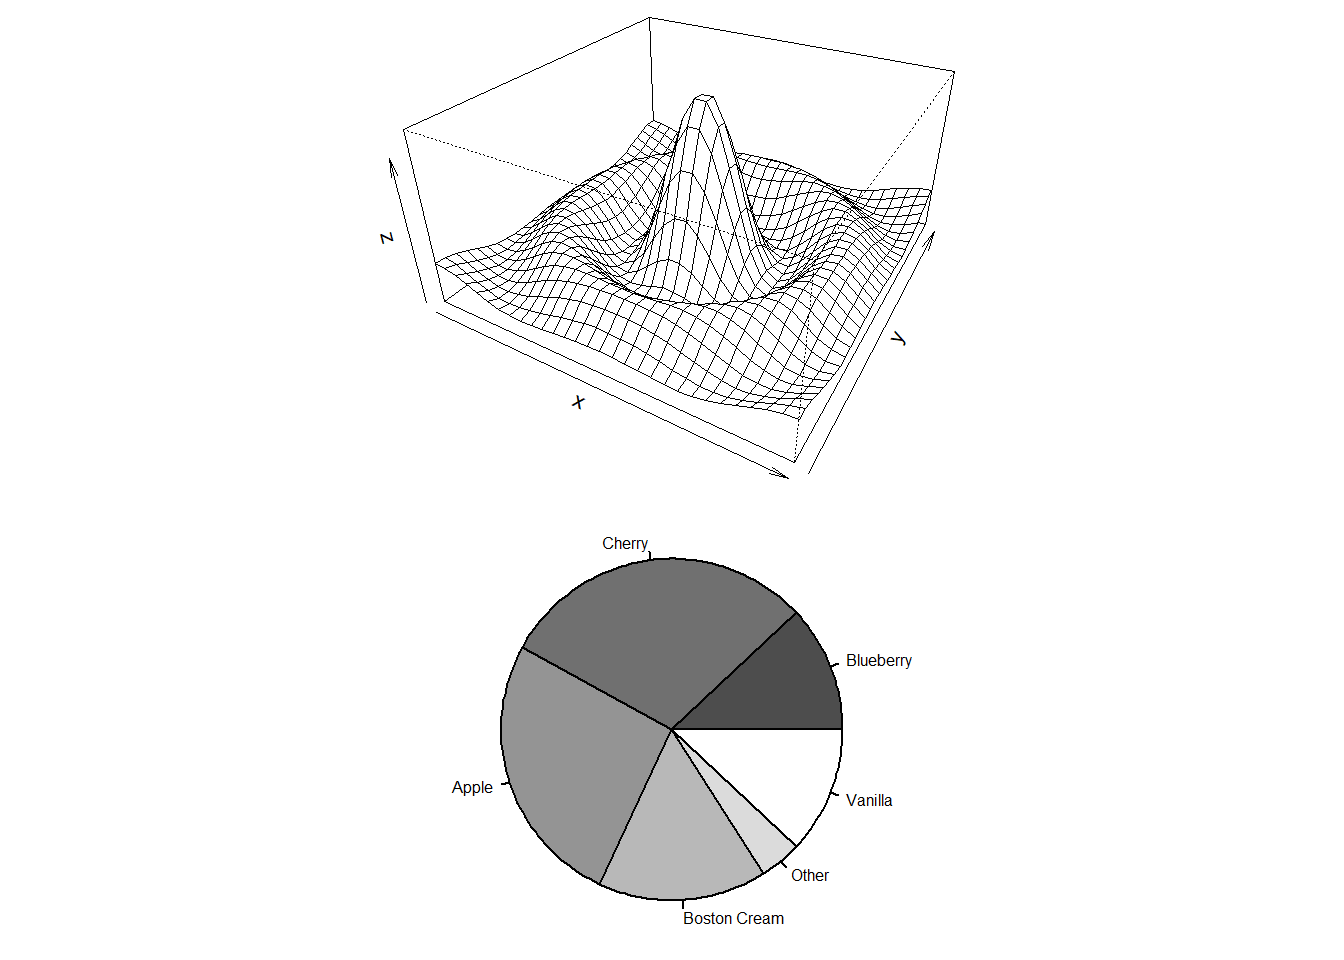 z
y
x
Cherry
Blueberry
Apple
Vanilla
Other
Boston Cream